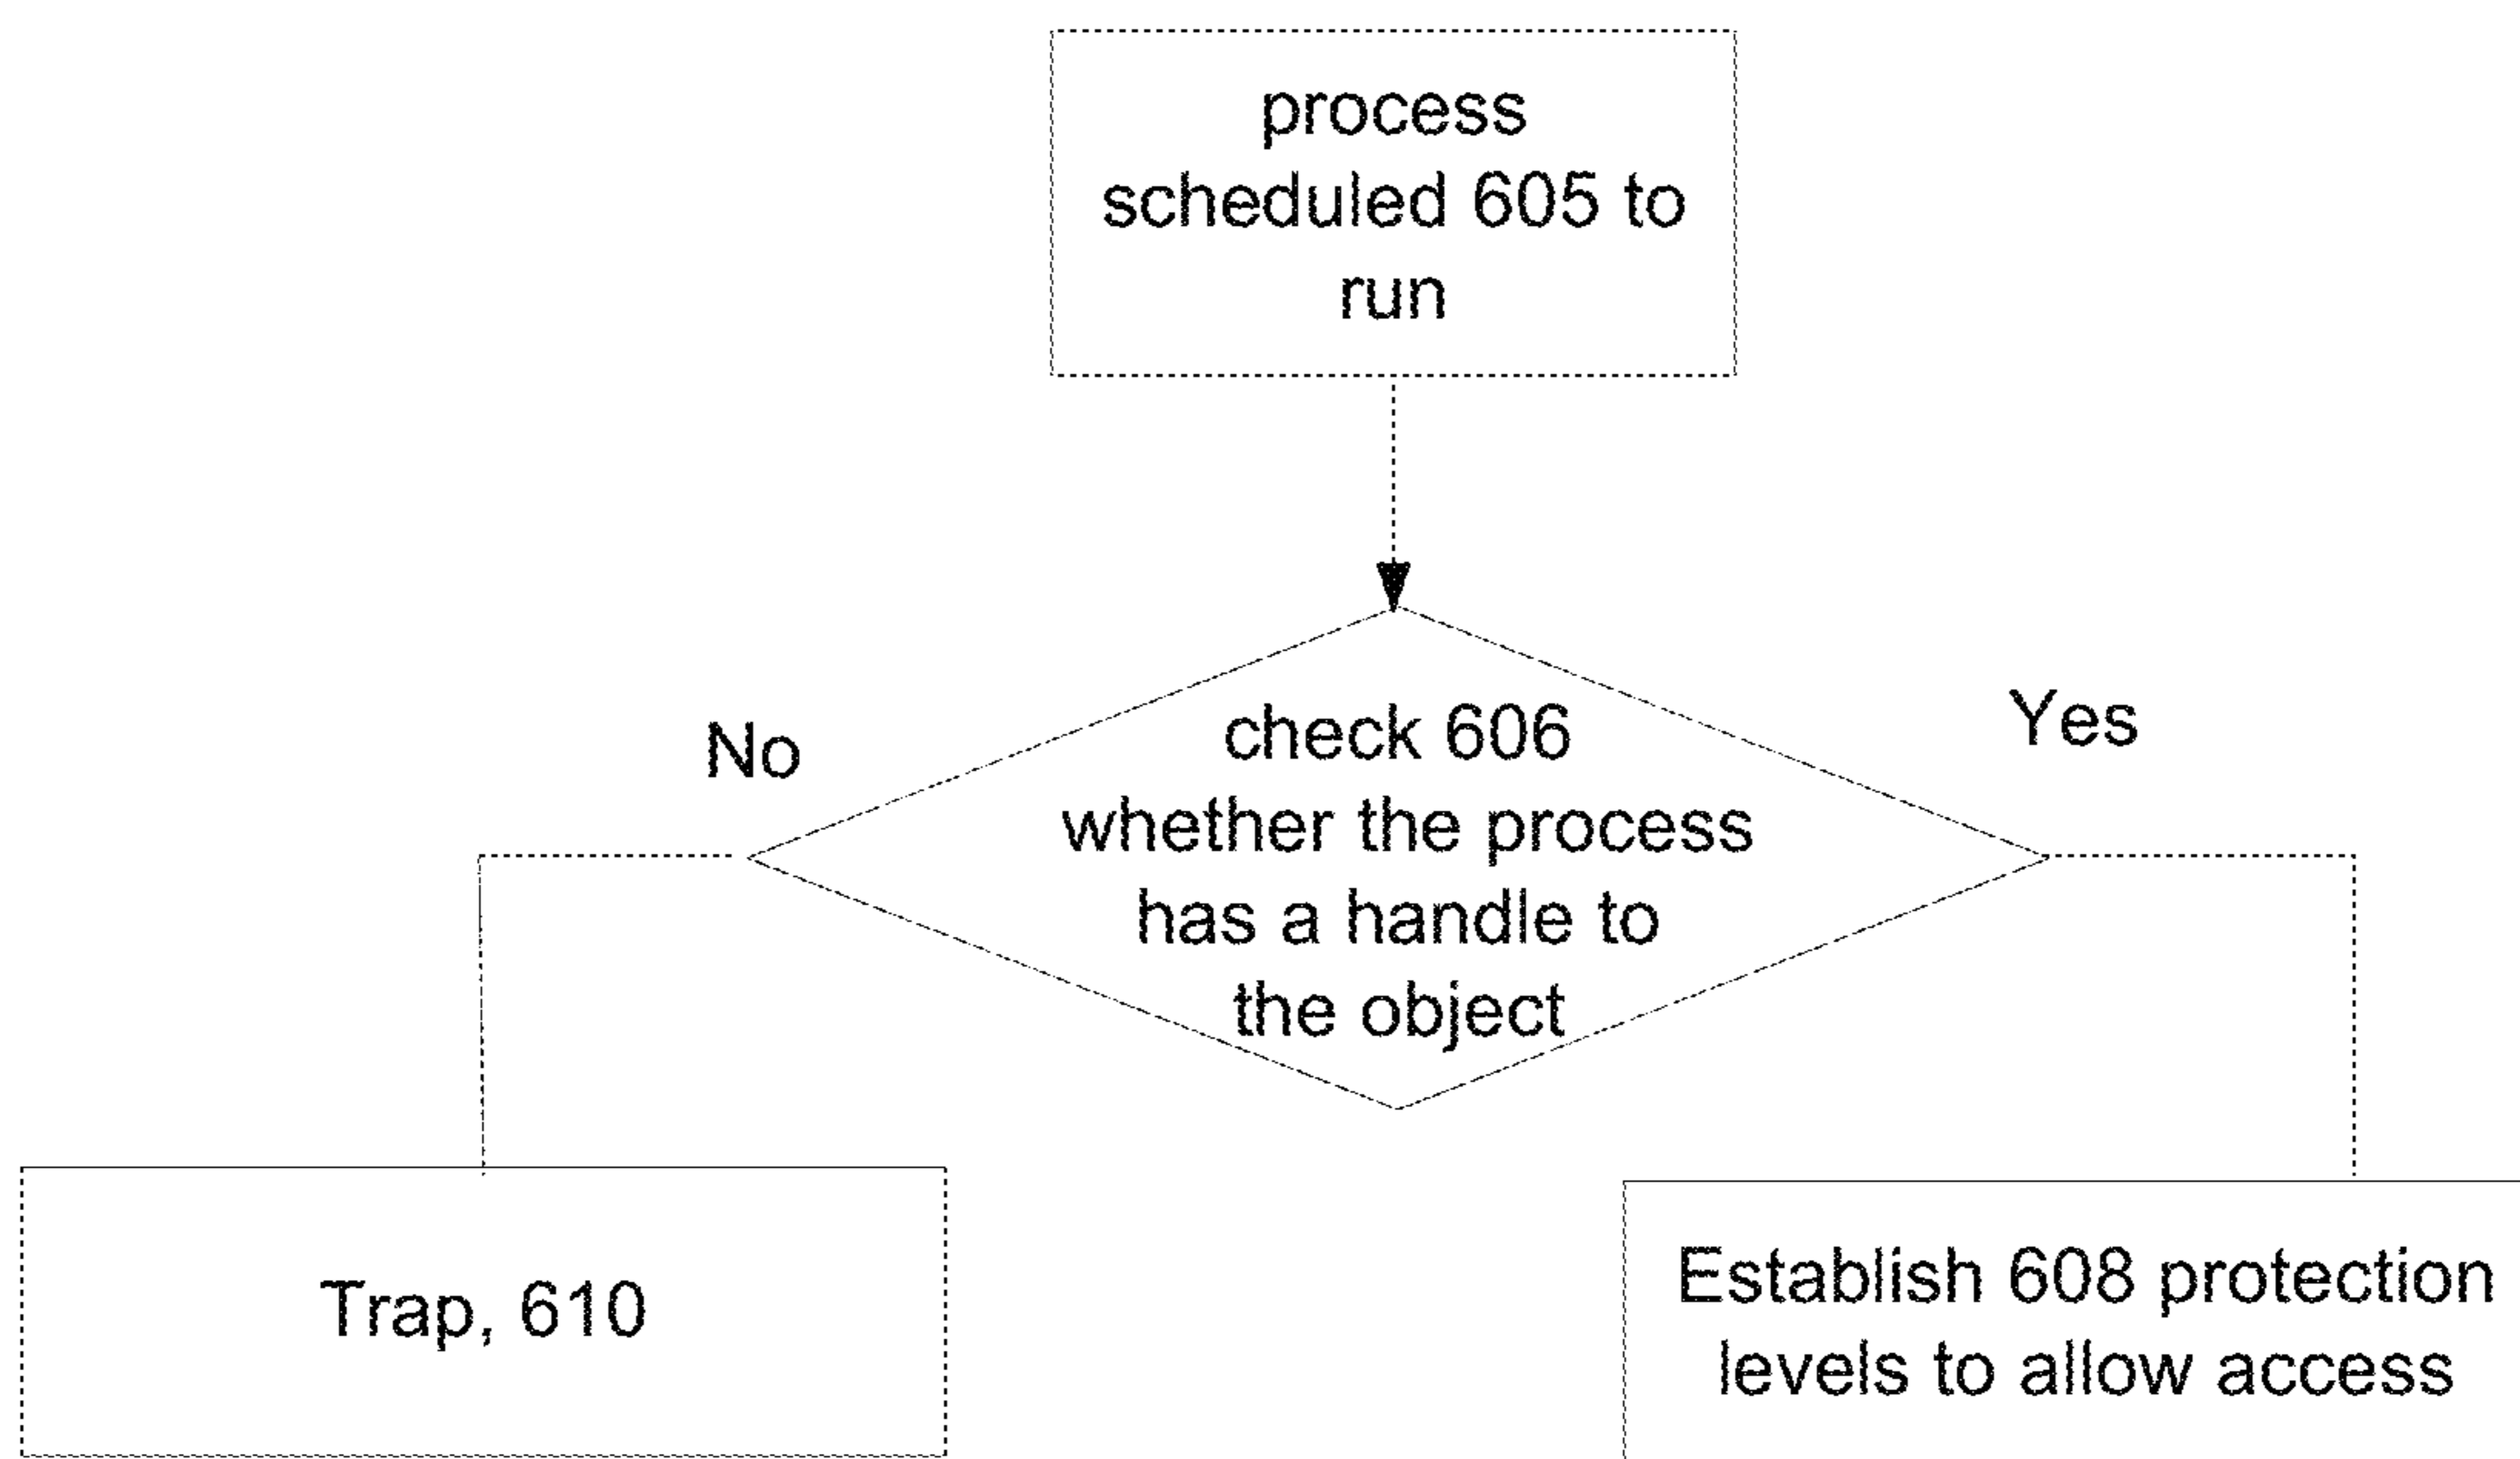 process
scheduled 605 to
run
No
Yes
check 606
whether the process
has a handle to
the object
Trap, 610
Establish 608 protection
levels to allow access